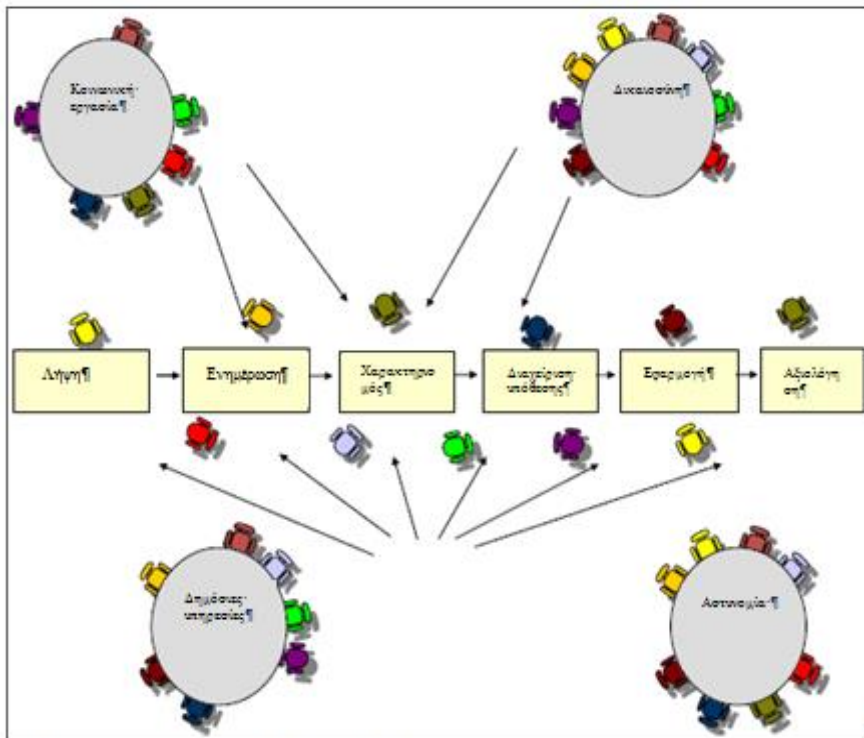 Κοινωνική·
εργασία¶
Δικαιοσύνη¶
Λήψη¶
Ενημέρωση¶
Χαρακτηρισ
μός¶
Διαχείριση·
υπόθεσης¶
Εφαρμογή¶
Αξιολόγη
ση¶
Δημόσιες·
υπηρεσίες¶
Αστυνομία·¶